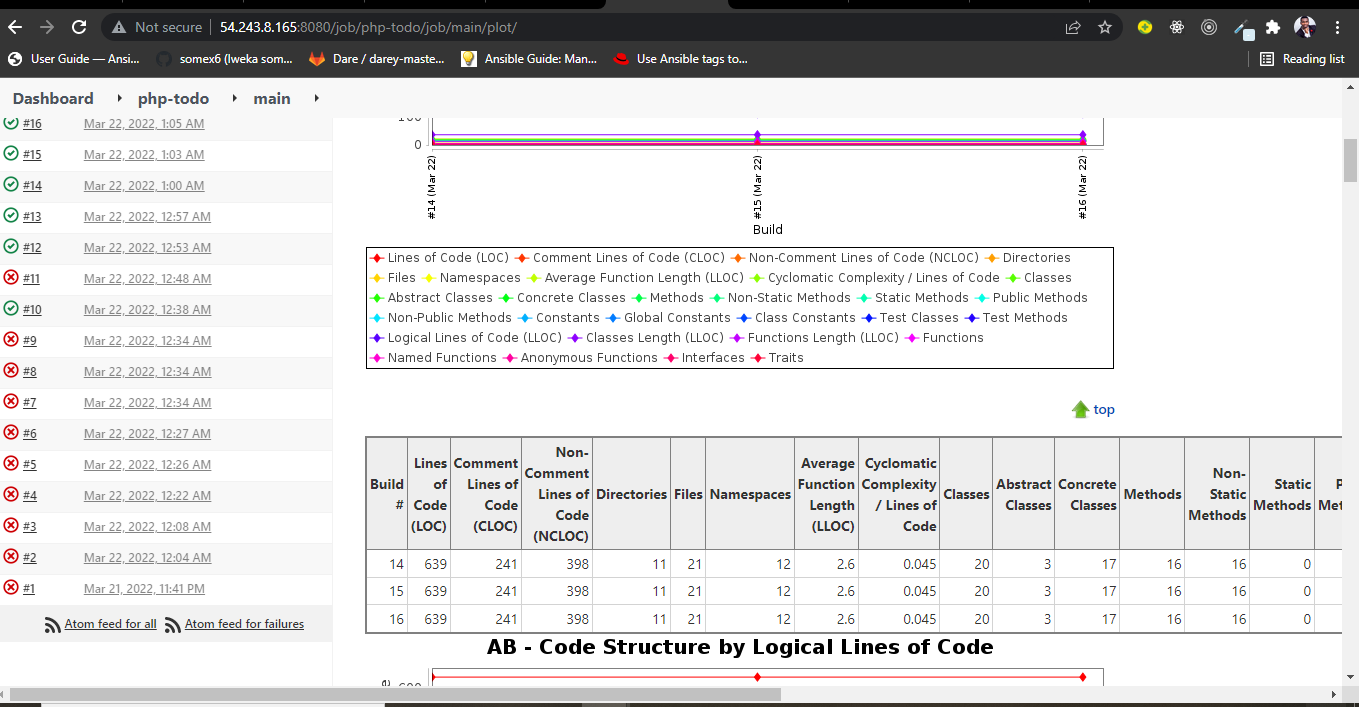 Not secure | 54.243.8.165:8080/job/php-todo/job/main/plot/
User Guide — Ansi... somex6 (Iweka som... Dare / darey-maste... Ansible Guide: Man... Use Ansible tags to... Reading list
Dashboard php-todo main
#16 Mar 22, 2022, 1:05 AM
#15 Mar 22, 2022, 1:03 AM
#14 Mar 22, 2022, 1:00 AM
#13 Mar 22, 2022, 12:57 AM
#12 Mar 22, 2022, 12:53 AM
#11 Mar 22, 2022, 12:48 AM
#10 Mar 22, 2022, 12:38 AM
#9 Mar 22, 2022, 12:34 AM
#8 Mar 22, 2022, 12:34 AM
#7 Mar 22, 2022, 12:34 AM
#6 Mar 22, 2022, 12:27 AM
#5 Mar 22, 2022, 12:26 AM
#4 Mar 22, 2022, 12:22 AM
#3 Mar 22, 2022, 12:08 AM
#2 Mar 22, 2022, 12:04 AM
#1 Mar 21, 2022, 11:41 PM
Atom feed for all Atom feed for failures
0
#14 (Mar 22) #15 (Mar 22) #16 (Mar 22)
Build
Lines of Code (LOC) Comment Lines of Code (CLOC) Non-Comment Lines of Code (NCLOC) Directories
Files Namespaces Average Function Length (LLOC) Cyclomatic Complexity / Lines of Code Classes
Abstract Classes Concrete Classes Methods Non-Static Methods Static Methods Public Methods
Non-Public Methods Constants Global Constants Class Constants Test Classes Test Methods
Logical Lines of Code (LLOC) Classes Length (LLOC) Functions Length (LLOC) Functions
Named Functions Anonymous Functions Interfaces Traits
top
Build # Lines of Code (LOC) Comment Lines of Code (CLOC) Non-Comment Lines of Code (NCLOC) Directories Files Namespaces Average Function Length (LLOC) Cyclomatic Complexity / Lines of Code Classes Abstract Classes Concrete Classes Methods Non-Static Methods Static Methods
14 639 241 398 11 21 12 2.6 0.045 20 3 17 16 16 0
15 639 241 398 11 21 12 2.6 0.045 20 3 17 16 16 0
16 639 241 398 11 21 12 2.6 0.045 20 3 17 16 16 0
AB - Code Structure by Logical Lines of Code